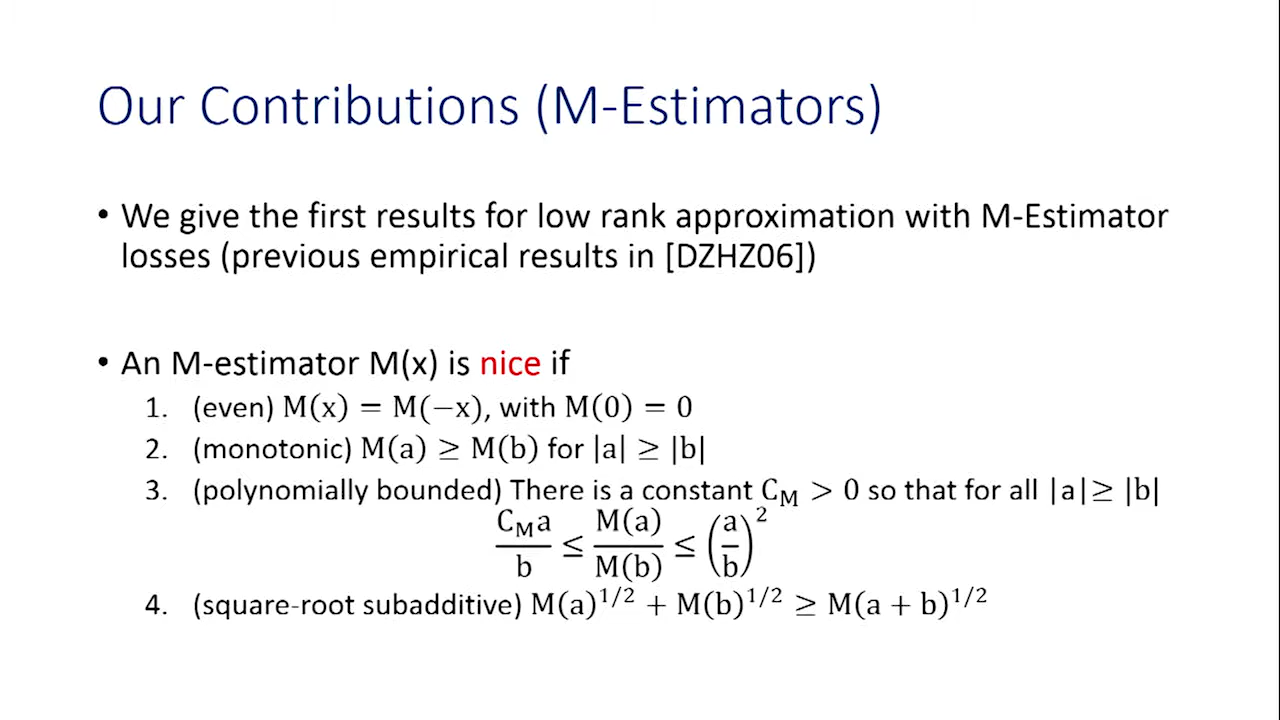 Our Contributions (M-Estimators)
• We give the first results for low rank approximation with M-Estimator
losses (previous empirical results in [DZHZ06])
• An M-estimator M(x) is nice if
1. (even) M(x) = M(−x), with M(0) = 0
2. (monotonic) M(a) ≥ M(b) for |a| ≥ |b|
3. (polynomially bounded) There is a constant C_M > 0 so that for all |a| ≥ |b|
C_M a / b ≤ M(a) / M(b) ≤ (a / b)^2
4. (square-root subadditive) M(a)^{1/2} + M(b)^{1/2} ≥ M(a + b)^{1/2}